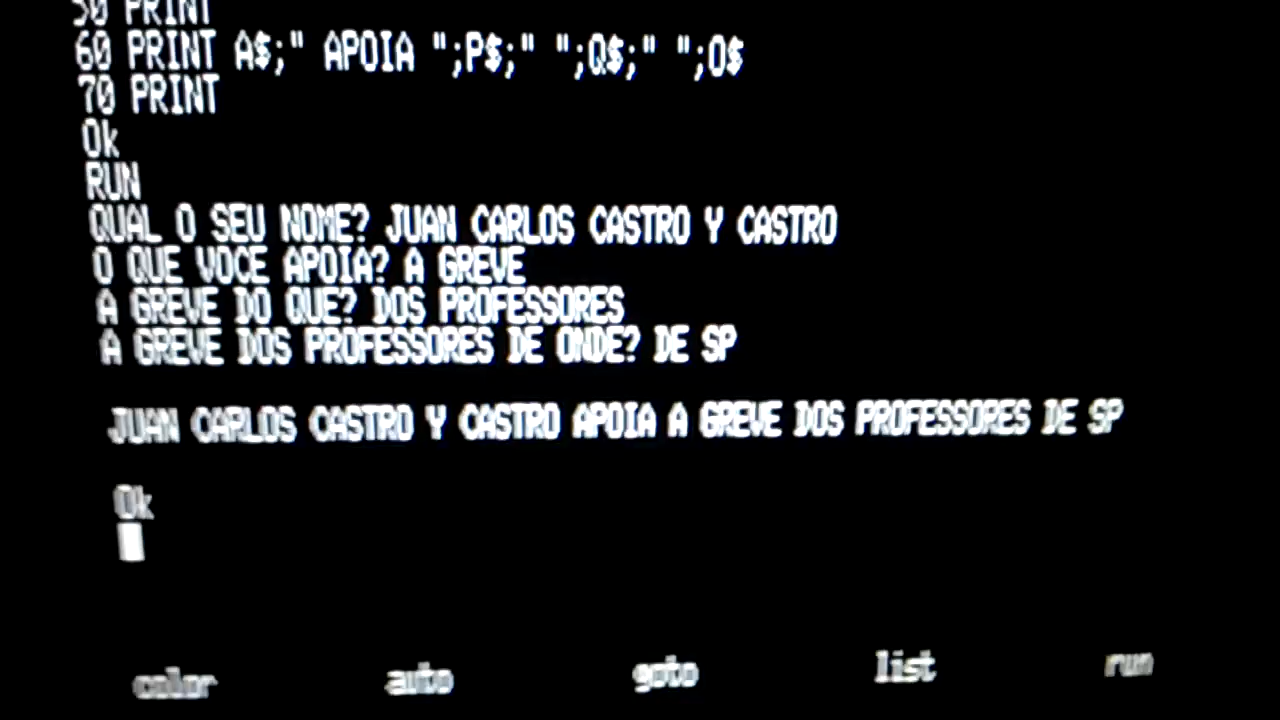 50 PRINT
60 PRINT A$;" APOIA ";P$;" ";Q$;" ";O$
70 PRINT
Ok
RUN
QUAL O SEU NOME? JUAN CARLOS CASTRO Y CASTRO
O QUE VOCE APOIA? A GREVE
A GREVE DO QUE? DOS PROFESSORES
A GREVE DOS PROFESSORES DE ONDE? DE SP
JUAN CARLOS CASTRO Y CASTRO APOIA A GREVE DOS PROFESSORES DE SP
Ok
color auto goto list run